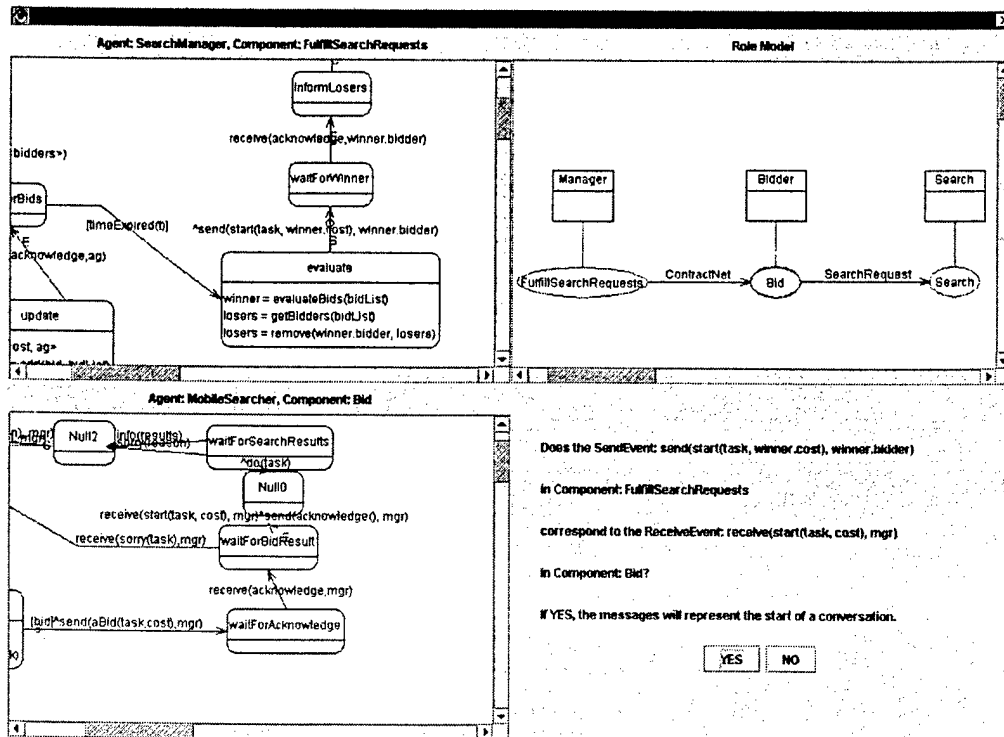 Agent: SearchManager, Component: FulfillSearchRequests
InformLosers
receive(acknowledge,winner.bidder)
bidders>)
waitForWinner
rBids
[timeExpired(b)]
^send(start(task, winner.cost), winner.bidder)
acknowledge,ag)
evaluate
winner = evaluateBids(bidList)
losers = getBidders(bidList)
losers = remove(winner.bidder, losers)
update
ost, ag>
Role Model
Manager
Bidder
Search
FulfillSearchRequests
ContractNet
Bid
SearchRequest
Search
Agent: MobileSearcher, Component: Bid
Null2
info(results)
waitForSearchResults
^do(task)
Null0
receive(start(task, cost), mgr)^send(acknowledge(), mgr)
receive(sorry(task),mgr)
waitForBidResult
receive(acknowledge,mgr)
[bid]^send(aBid(task,cost),mgr)
waitForAcknowledge
Does the SendEvent: send(start(task, winner.cost), winner.bidder)
in Component: FulfillSearchRequests
correspond to the ReceiveEvent: receive(start(task, cost), mgr)
in Component: Bid?
If YES, the messages will represent the start of a conversation.
YES
NO